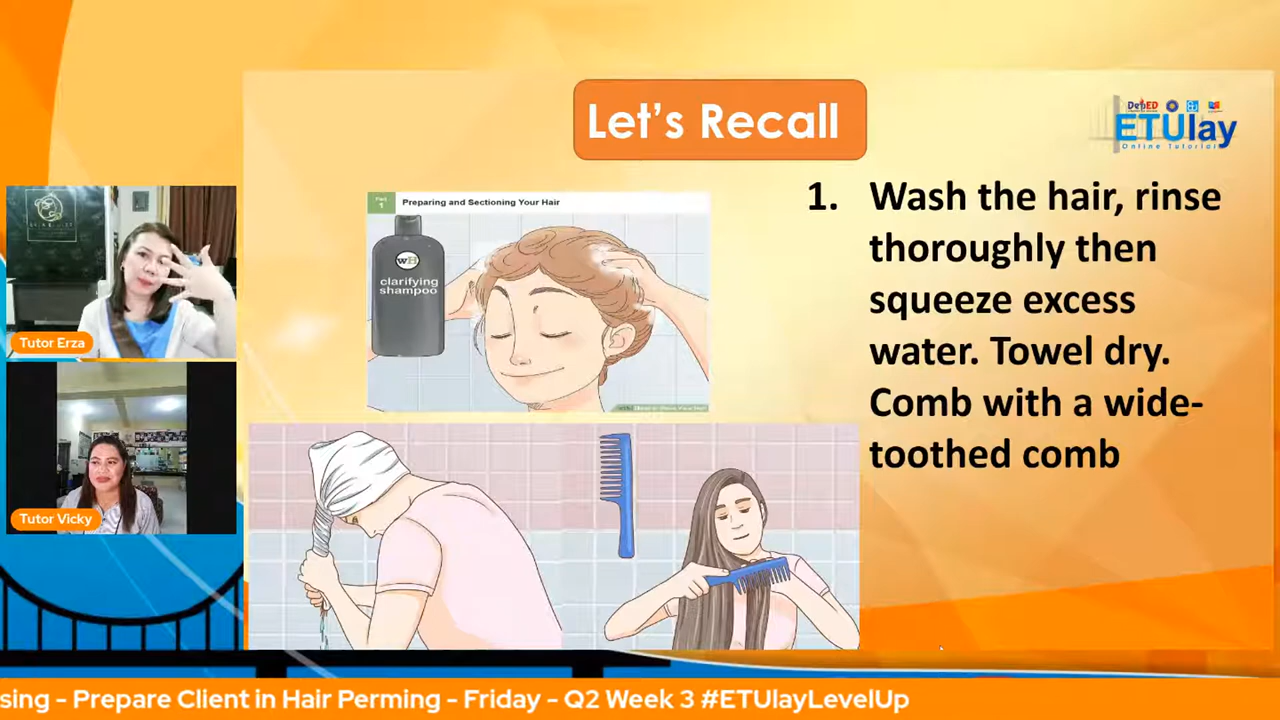 Let's Recall
DepED
ETUlay
Online Tutorial
Part
1
Preparing and Sectioning Your Hair
wH
clarifying
shampoo
1. Wash the hair, rinse
thoroughly then
squeeze excess
water. Towel dry.
Comb with a wide-
toothed comb
Tutor Erza
Tutor Vicky
sing - Prepare Client in Hair Perming - Friday - Q2 Week 3 #ETUlayLevelUp